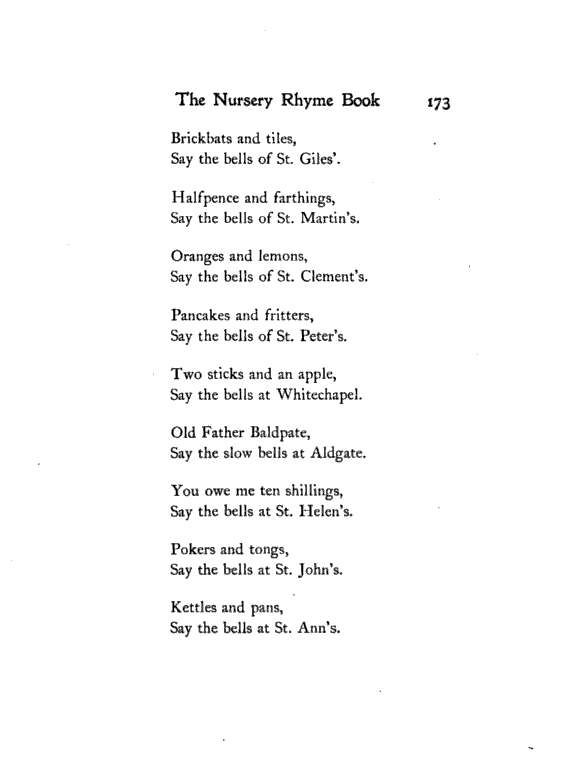 The Nursery Rhyme Book 173
Brickbats and tiles,
Say the bells of St. Giles'.
Halfpence and farthings,
Say the bells of St. Martin's.
Oranges and lemons,
Say the bells of St. Clement's.
Pancakes and fritters,
Say the bells of St. Peter's.
Two sticks and an apple,
Say the bells at Whitechapel.
Old Father Baldpate,
Say the slow bells at Aldgate.
You owe me ten shillings,
Say the bells at St. Helen's.
Pokers and tongs,
Say the bells at St. John's.
Kettles and pans,
Say the bells at St. Ann's.